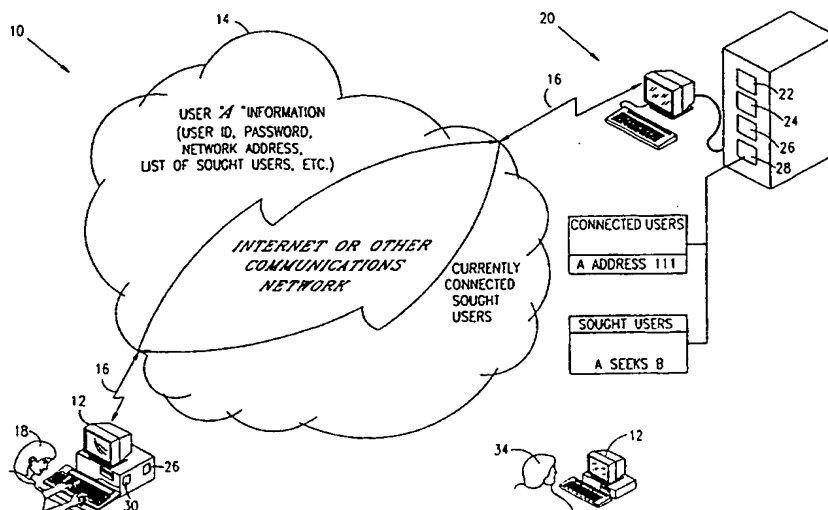 10
14
20
16
22
24
26
28
USER "A" INFORMATION
(USER ID, PASSWORD,
NETWORK ADDRESS,
LIST OF SOUGHT USERS, ETC.)
INTERNET OR OTHER
COMMUNICATIONS
NETWORK
CURRENTLY
CONNECTED
SOUGHT
USERS
CONNECTED USERS
A ADDRESS 111
SOUGHT USERS
A SEEKS B
16
12
18
26
30
34
12